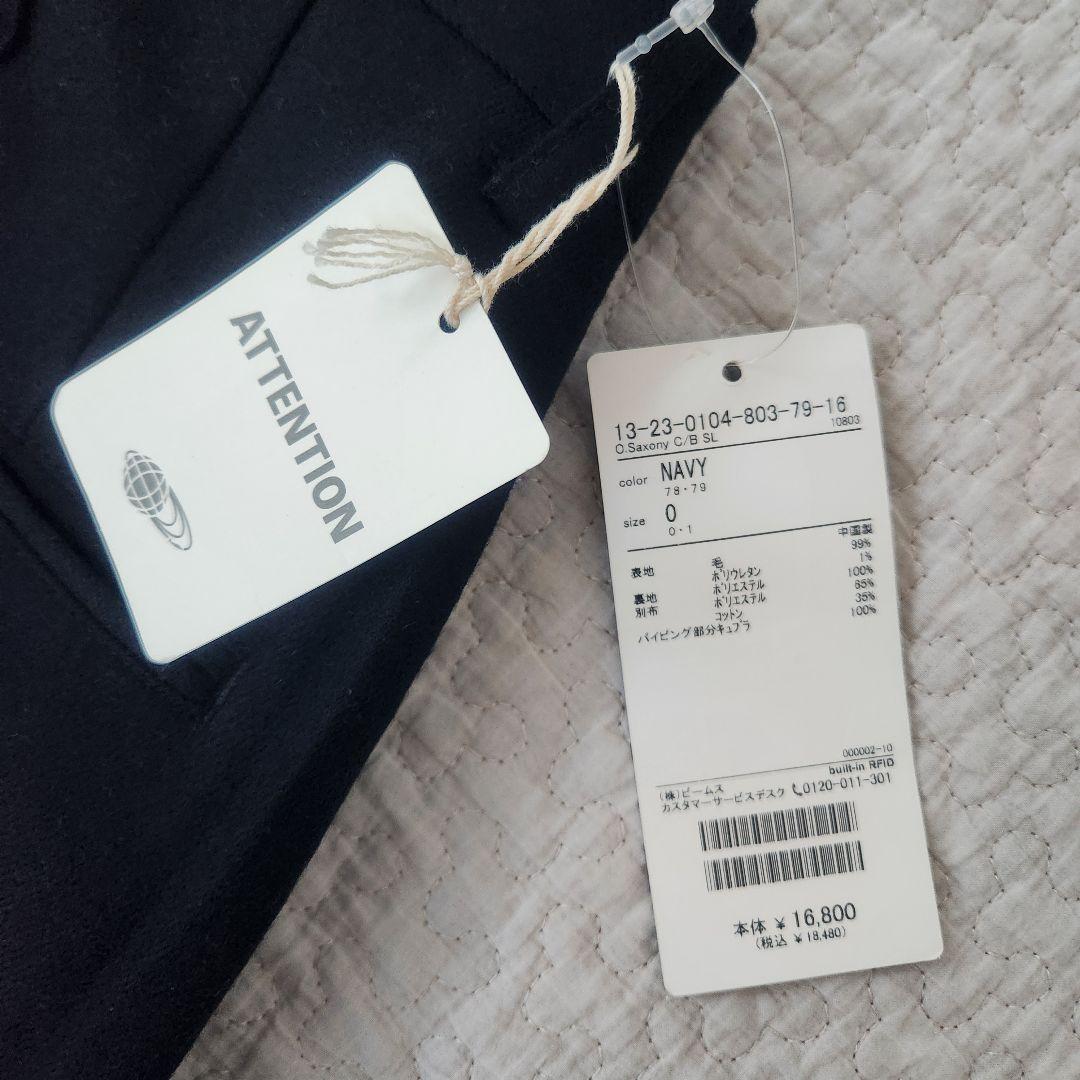 ATTENTION
13-23-0104-803-79-16
O.Saxony C/B SL 10803
color NAVY
78・79
size 0
0・1
中国製
表地 毛 99%
ポリウレタン 1%
裏地 ポリエステル 100%
別布 ポリエステル 65%
コットン 35%
パイピング部分キュプラ 100%
000002-10
built-in RFID
(株)ビームス
カスタマーサービスデスク 0120-011-301
本体 ¥ 16,800
(税込 ¥ 18,480)